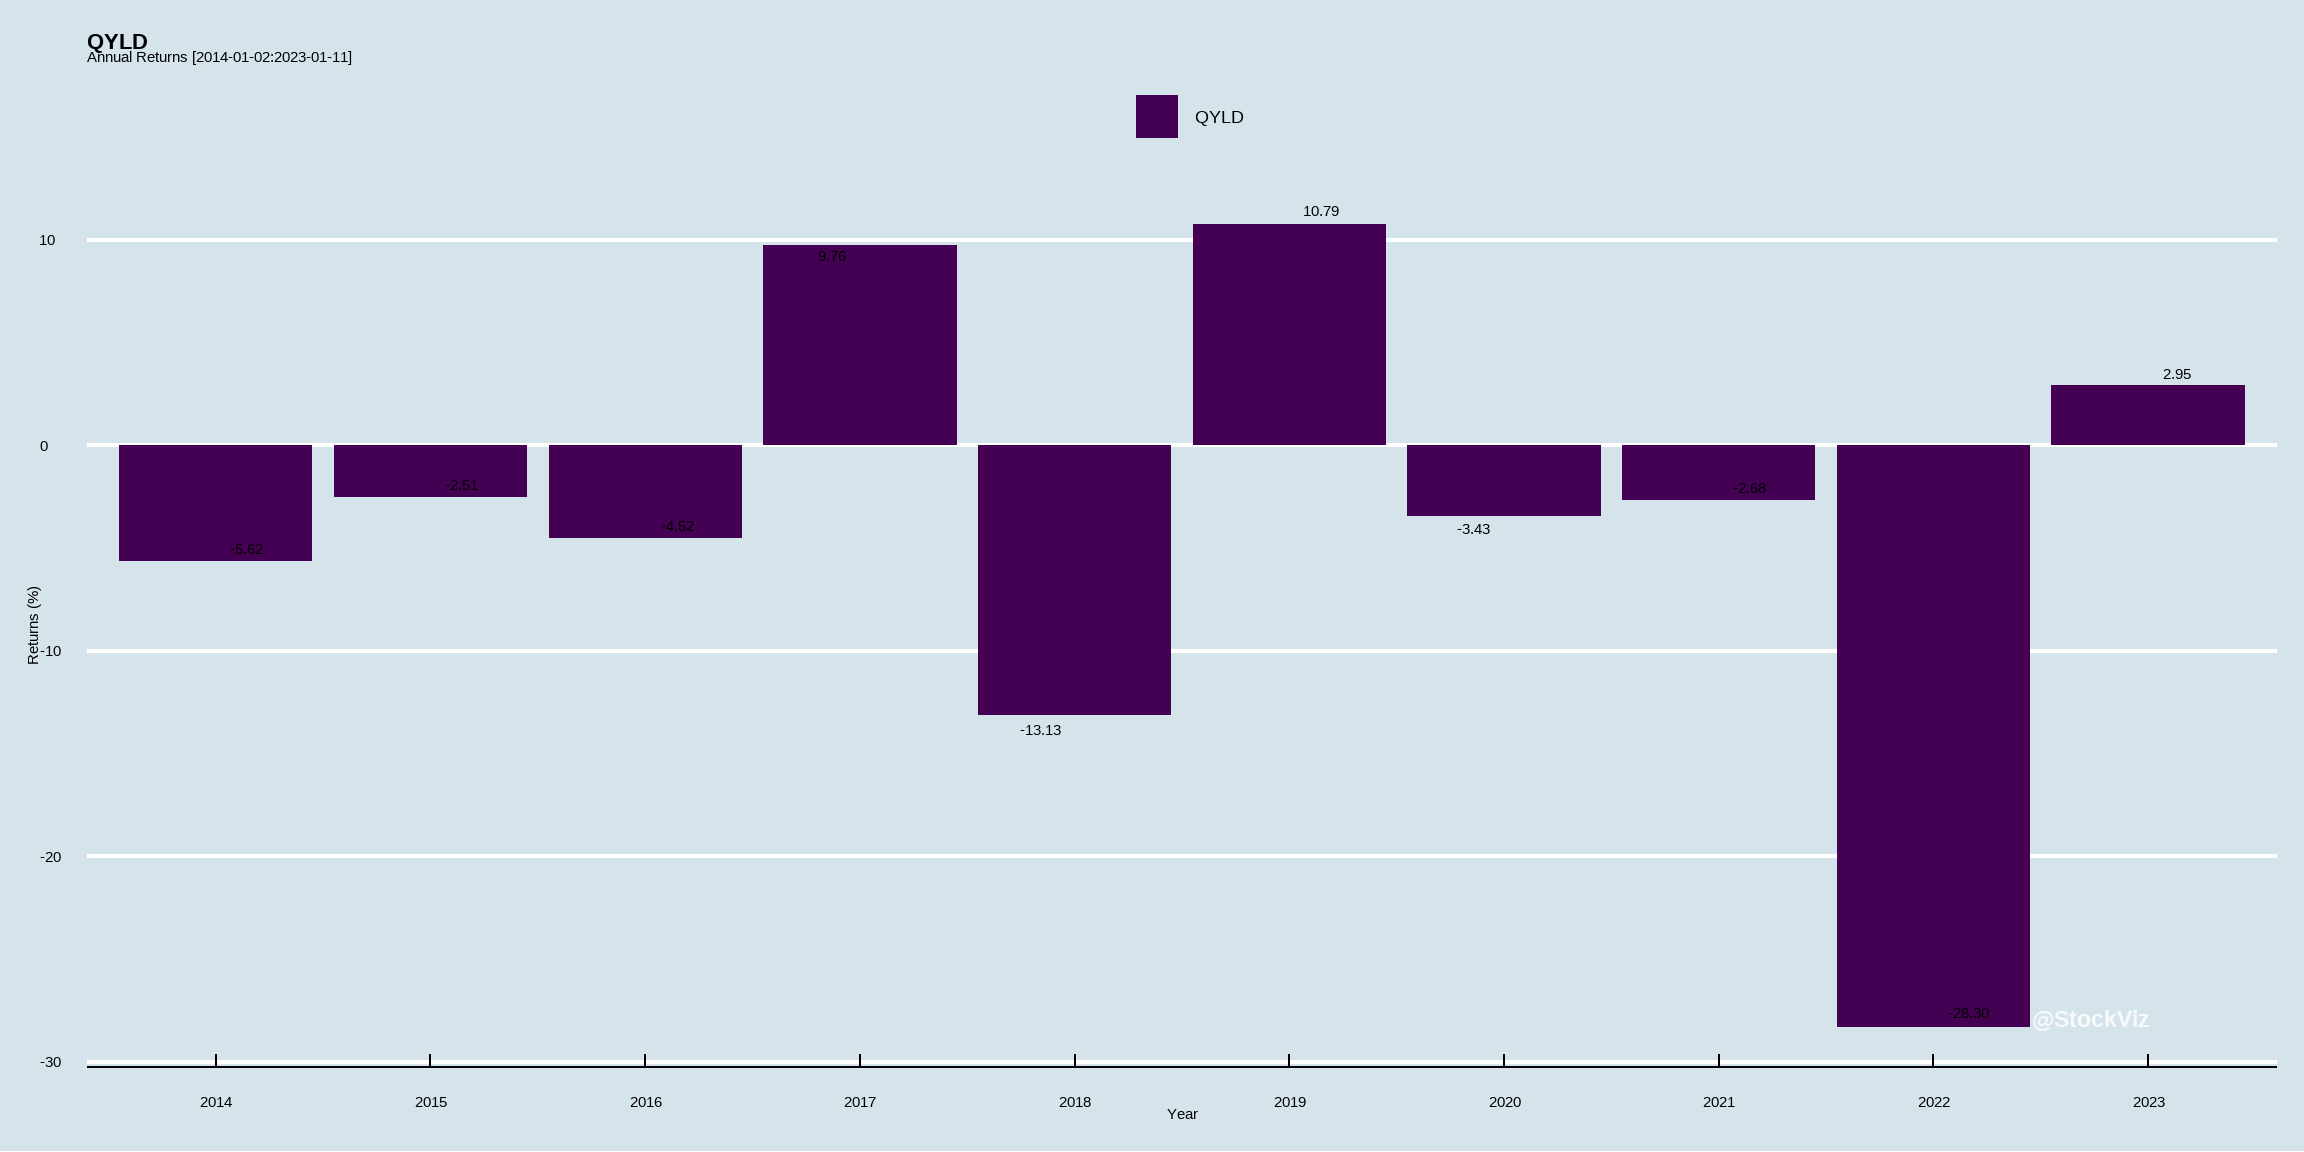 QYLD
Annual Returns [2014-01-02:2023-01-11]
QYLD
10.79
10
9.76
2.95
0
-2.51
-2.68
-4.52
-3.43
-5.62
Returns (%)
-10
-13.13
-20
-28.30
@StockViz
-30
2014 2015 2016 2017 2018 2019 2020 2021 2022 2023
Year